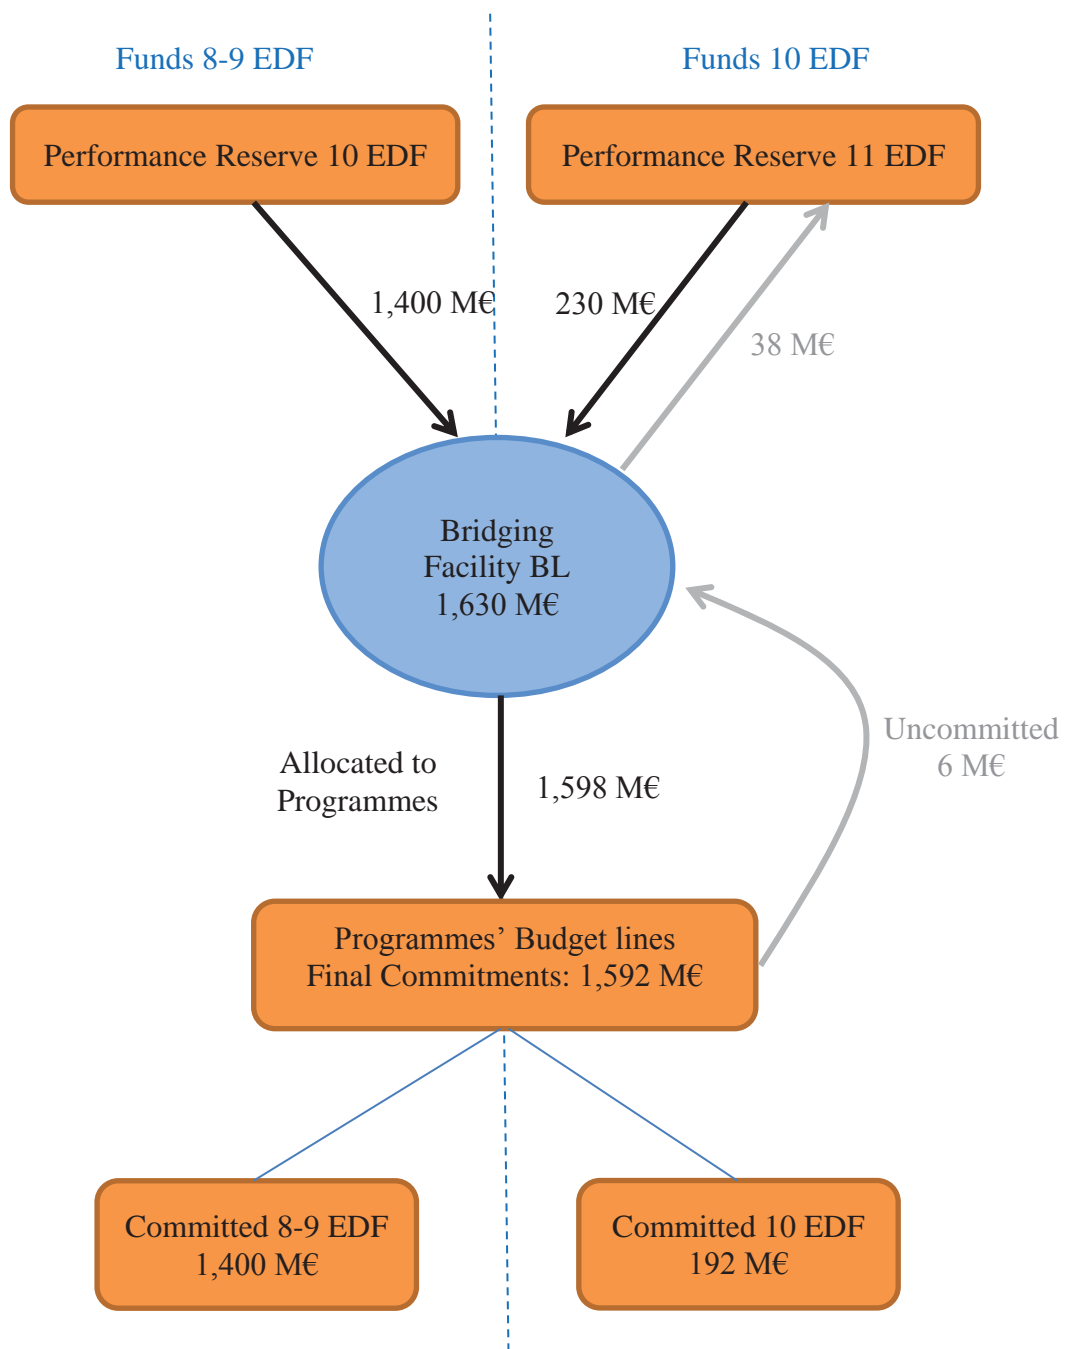 Funds 8-9 EDF
Funds 10 EDF
Performance Reserve 10 EDF
Performance Reserve 11 EDF
1,400 M€
230 M€
38 M€
Bridging
Facility BL
1,630 M€
Allocated to
Programmes
1,598 M€
Uncommitted
6 M€
Programmes’ Budget lines
Final Commitments: 1,592 M€
Committed 8-9 EDF
1,400 M€
Committed 10 EDF
192 M€